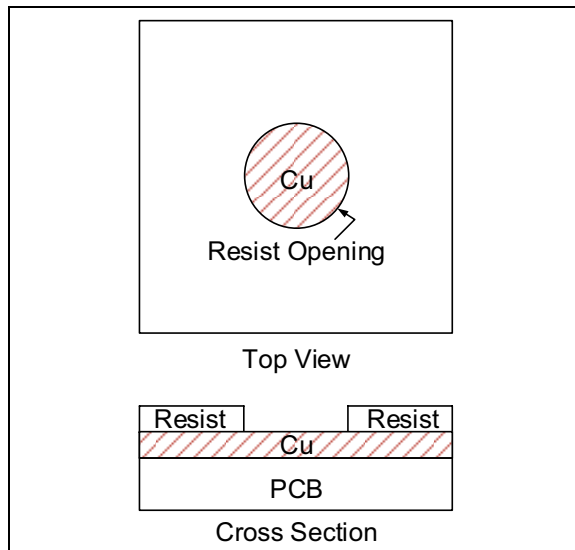 Cu
Resist Opening
Top View
Resist Resist
Cu
PCB
Cross Section